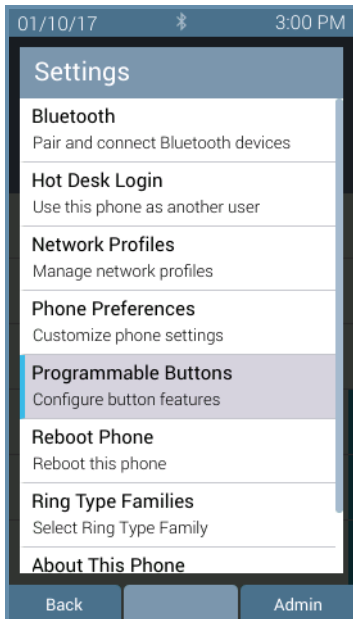 01/10/17 3:00 PM
Settings
Bluetooth
Pair and connect Bluetooth devices
Hot Desk Login
Use this phone as another user
Network Profiles
Manage network profiles
Phone Preferences
Customize phone settings
Programmable Buttons
Configure button features
Reboot Phone
Reboot this phone
Ring Type Families
Select Ring Type Family
About This Phone
Back Admin